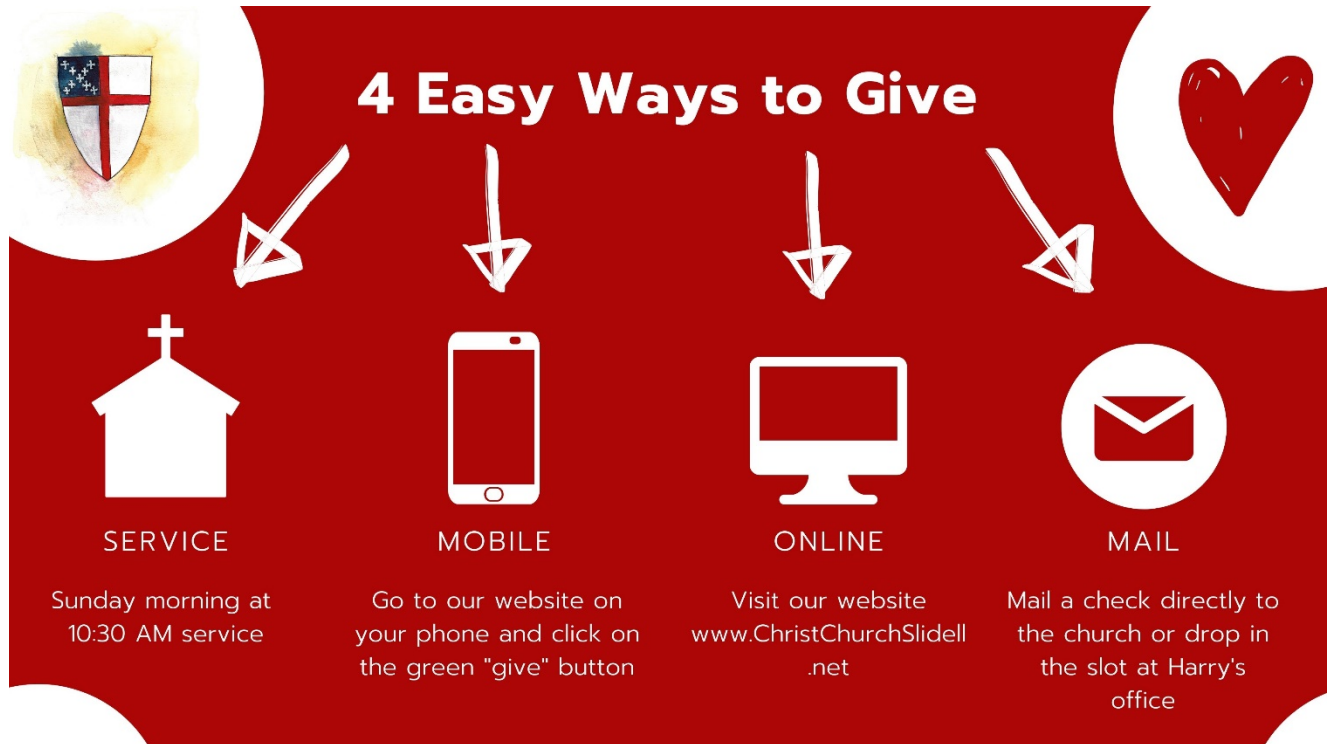 4 Easy Ways to Give
SERVICE
Sunday morning at
10:30 AM service
MOBILE
Go to our website on
your phone and click on
the green "give" button
ONLINE
Visit our website
www.ChristChurchSlidell
.net
MAIL
Mail a check directly to
the church or drop in
the slot at Harry's
office